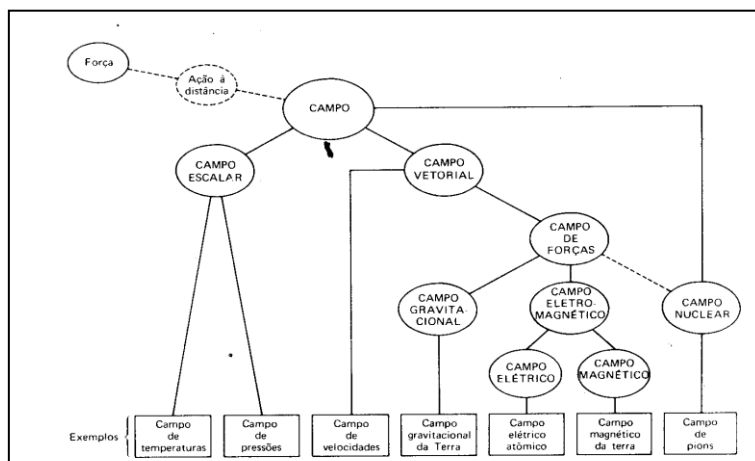 Força
Ação à
distância
CAMPO
CAMPO
ESCALAR
CAMPO
VETORIAL
CAMPO
DE
FORÇAS
CAMPO
GRAVITA-
CIONAL
CAMPO
ELETRO-
MAGNÉTICO
CAMPO
NUCLEAR
CAMPO
ELÉTRICO
CAMPO
MAGNÉTICO
Exemplos
Campo
de
temperaturas
Campo
de
pressões
Campo
de
velocidades
Campo
gravitacional
da Terra
Campo
elétrico
atômico
Campo
magnético
da terra
Campo
de
pions